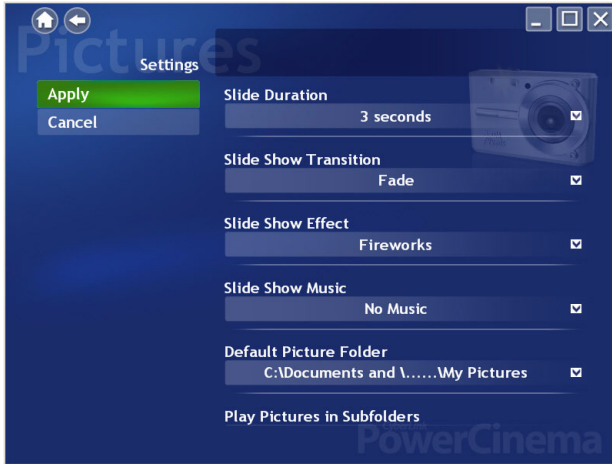 Pictures
Settings
Apply
Cancel
Slide Duration
3 seconds
Slide Show Transition
Fade
Slide Show Effect
Fireworks
Slide Show Music
No Music
Default Picture Folder
C:\Documents and \......\My Pictures
Play Pictures in Subfolders
PowerCinema